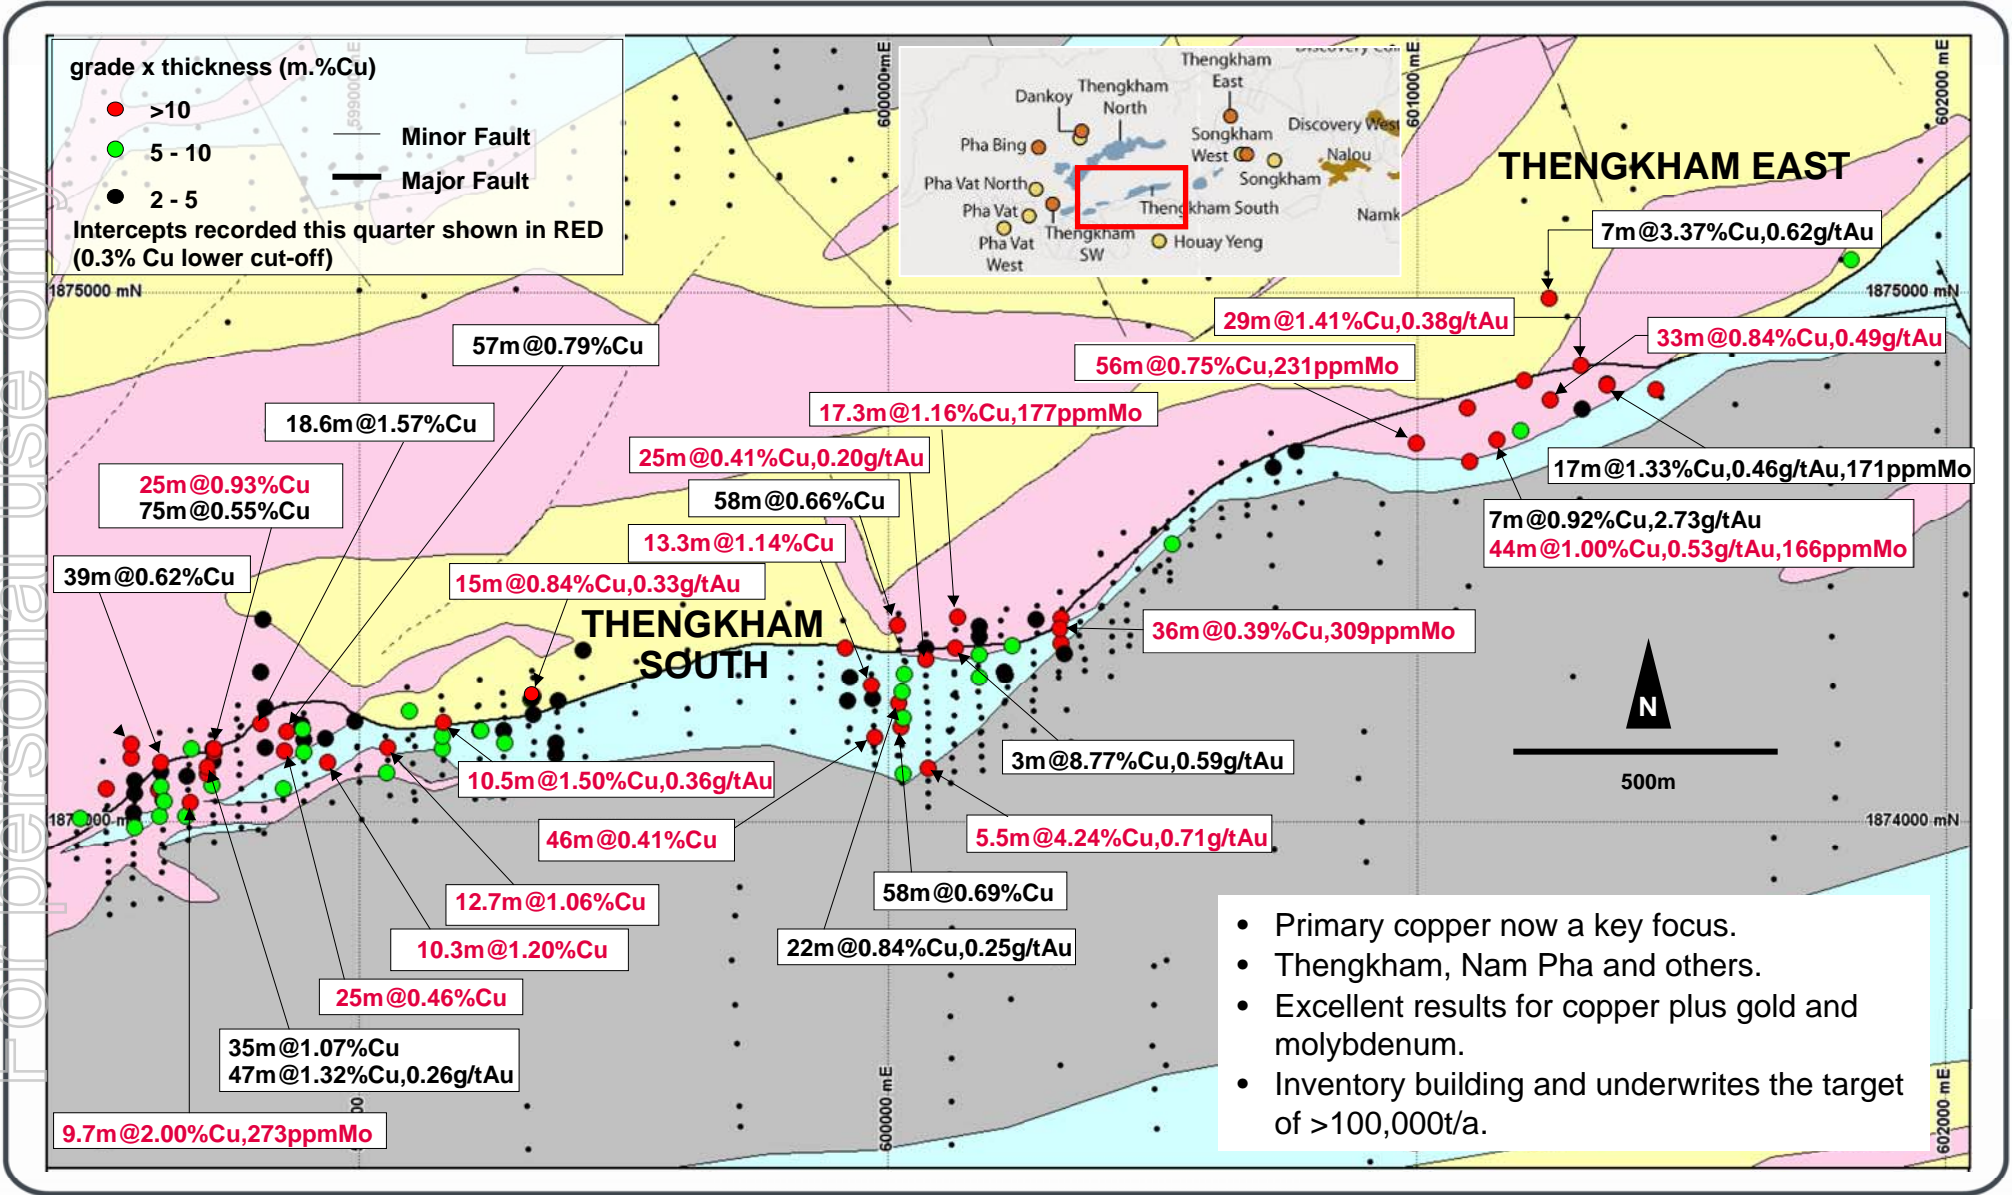 For personal use only
grade x thickness (m.%Cu)
>10
5 - 10
2 - 5
Minor Fault
Major Fault
Intercepts recorded this quarter shown in RED
(0.3% Cu lower cut-off)
599000mE
600000mE
601000 mE
602000 mE
Thengkham
East
Thengkham
North
Dankoy
Pha Bing
Songkham
West
Discovery West
Nalou
Songkham
Pha Vat North
Pha Vat
Thengkham South
Pha Vat
West
Thengkham
SW
Houay Yeng
THENGKHAM EAST
7m@3.37%Cu,0.62g/tAu
1875000 mN
1875000 mN
29m@1.41%Cu,0.38g/tAu
33m@0.84%Cu,0.49g/tAu
57m@0.79%Cu
56m@0.75%Cu,231ppmMo
17.3m@1.16%Cu,177ppmMo
18.6m@1.57%Cu
25m@0.41%Cu,0.20g/tAu
17m@1.33%Cu,0.46g/tAu,171ppmMo
25m@0.93%Cu
75m@0.55%Cu
58m@0.66%Cu
7m@0.92%Cu,2.73g/tAu
44m@1.00%Cu,0.53g/tAu,166ppmMo
13.3m@1.14%Cu
39m@0.62%Cu
15m@0.84%Cu,0.33g/tAu
THENGKHAM
SOUTH
36m@0.39%Cu,309ppmMo
N
500m
3m@8.77%Cu,0.59g/tAu
10.5m@1.50%Cu,0.36g/tAu
1874000 mN
46m@0.41%Cu
5.5m@4.24%Cu,0.71g/tAu
58m@0.69%Cu
12.7m@1.06%Cu
10.3m@1.20%Cu
22m@0.84%Cu,0.25g/tAu
25m@0.46%Cu
35m@1.07%Cu
47m@1.32%Cu,0.26g/tAu
9.7m@2.00%Cu,273ppmMo
600000 mE
602000 mE
• Primary copper now a key focus.
• Thengkham, Nam Pha and others.
• Excellent results for copper plus gold and
molybdenum.
• Inventory building and underwrites the target
of >100,000t/a.